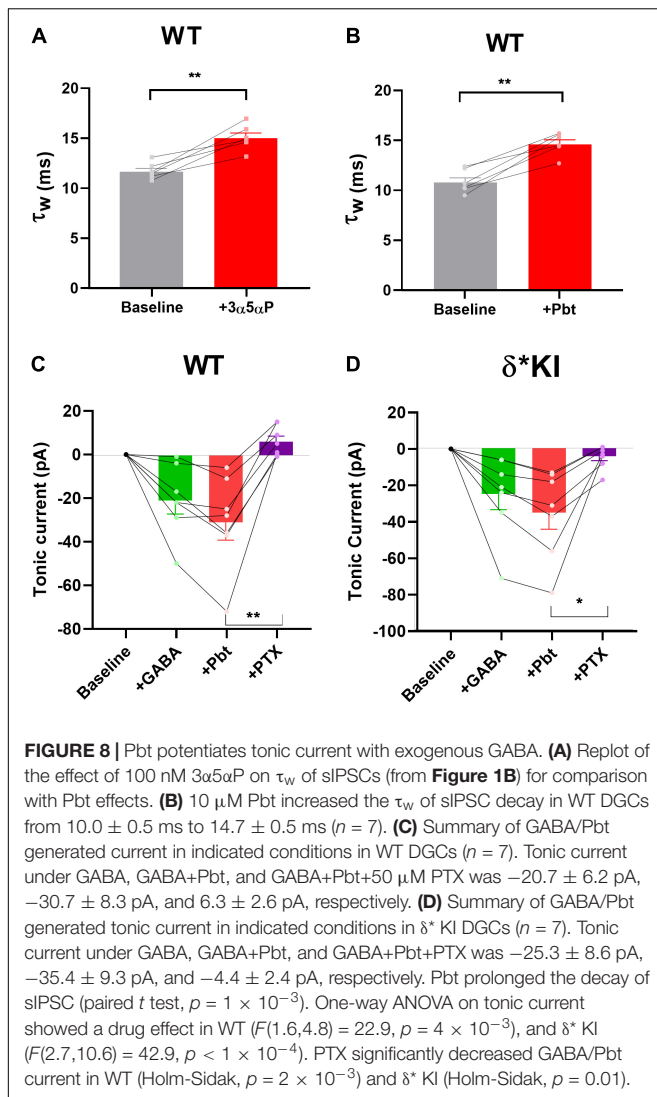 A
WT
**
τw (ms)
20
15
10
5
0
Baseline
+3α5αP
B
WT
**
τw (ms)
20
15
10
5
0
Baseline
+Pbt
C
WT
Tonic current (pA)
20
0
-20
-40
-60
-80
**
Baseline
+GABA
+Pbt
+PTX
D
δ*KI
Tonic Current (pA)
20
0
-20
-40
-60
-80
-100
*
Baseline
+GABA
+Pbt
+PTX
FIGURE 8 | Pbt potentiates tonic current with exogenous GABA. (A) Replot of
the effect of 100 nM 3α5αP on τw of sIPSCs (from Figure 1B) for comparison
with Pbt effects. (B) 10 μM Pbt increased the τw of sIPSC decay in WT DGCs
from 10.0 ± 0.5 ms to 14.7 ± 0.5 ms (n = 7). (C) Summary of GABA/Pbt
generated current in indicated conditions in WT DGCs (n = 7). Tonic current
under GABA, GABA+Pbt, and GABA+Pbt+50 μM PTX was −20.7 ± 6.2 pA,
−30.7 ± 8.3 pA, and 6.3 ± 2.6 pA, respectively. (D) Summary of GABA/Pbt
generated tonic current in indicated conditions in δ* KI DGCs (n = 7). Tonic
current under GABA, GABA+Pbt, and GABA+Pbt+PTX was −25.3 ± 8.6 pA,
−35.4 ± 9.3 pA, and −4.4 ± 2.4 pA, respectively. Pbt prolonged the decay of
sIPSC (paired t test, p = 1 × 10⁻³). One-way ANOVA on tonic current
showed a drug effect in WT (F(1.6,4.8) = 22.9, p = 4 × 10⁻³), and δ* KI
(F(2.7,10.6) = 42.9, p < 1 × 10⁻⁴). PTX significantly decreased GABA/Pbt
current in WT (Holm-Sidak, p = 2 × 10⁻³) and δ* KI (Holm-Sidak, p = 0.01).